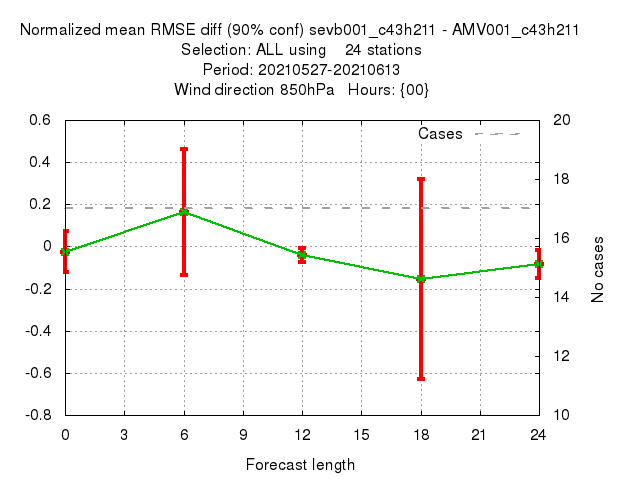 Normalized mean RMSE diff (90% conf) sevb001_c43h211 - AMV001_c43h211
Selection: ALL using    24 stations
Period: 20210527-20210613
Wind direction 850hPa   Hours: {00}
Cases
0.6
0.4
0.2
0
-0.2
-0.4
-0.6
-0.8
20
18
16
14
12
10
No cases
0 3 6 9 12 15 18 21 24
Forecast length